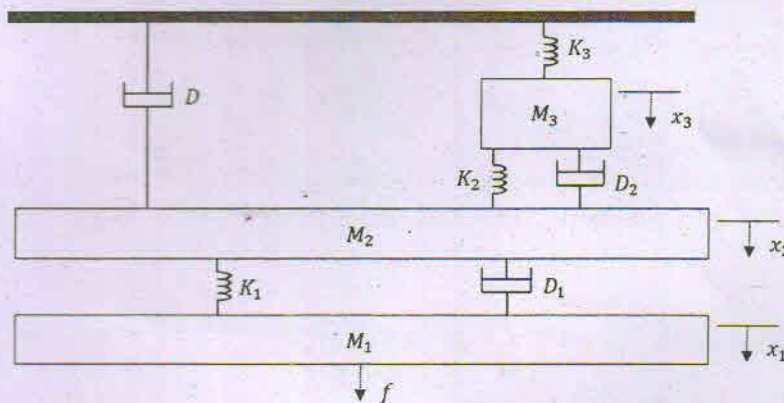 K₃
D
M₃
x₃
K₂
D₂
M₂
x₂
K₁
D₁
M₁
x₁
f